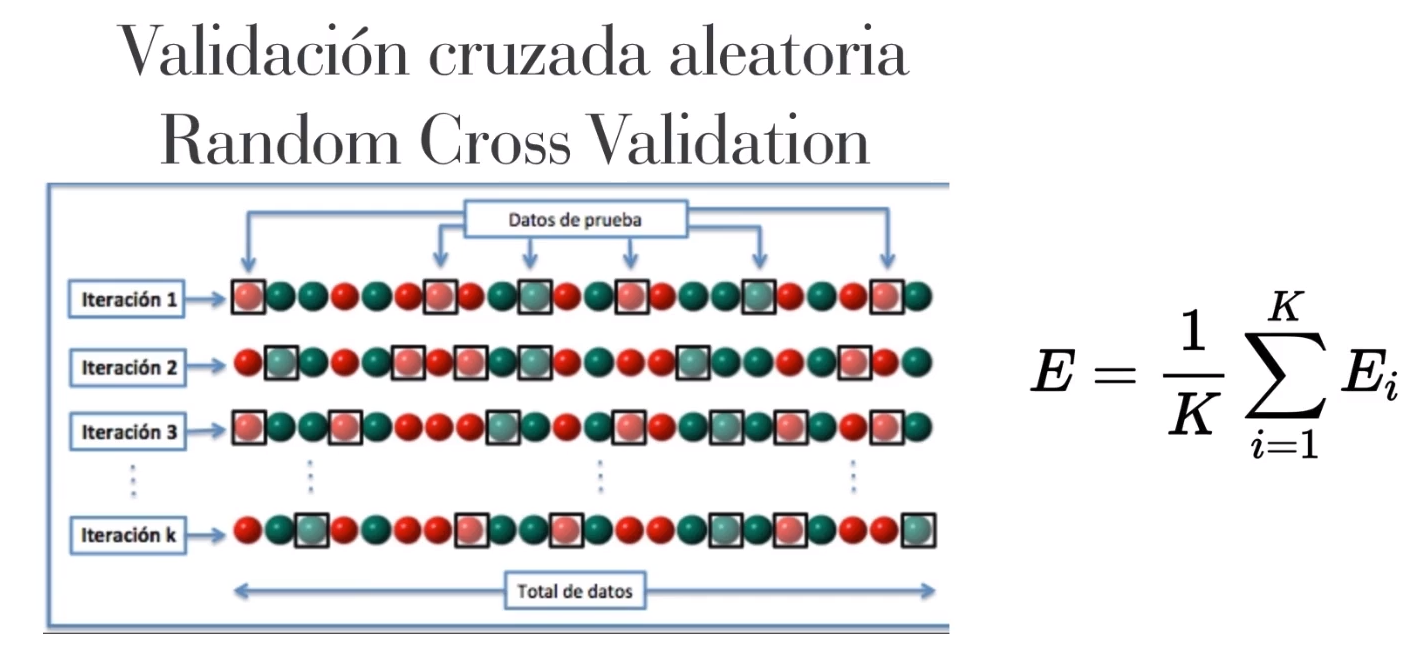 Validación cruzada aleatoria
Random Cross Validation
Datos de prueba
Iteración 1
Iteración 2
Iteración 3
Iteración k
Total de datos
E = \frac{1}{K} \sum_{i=1}^{K} E_i